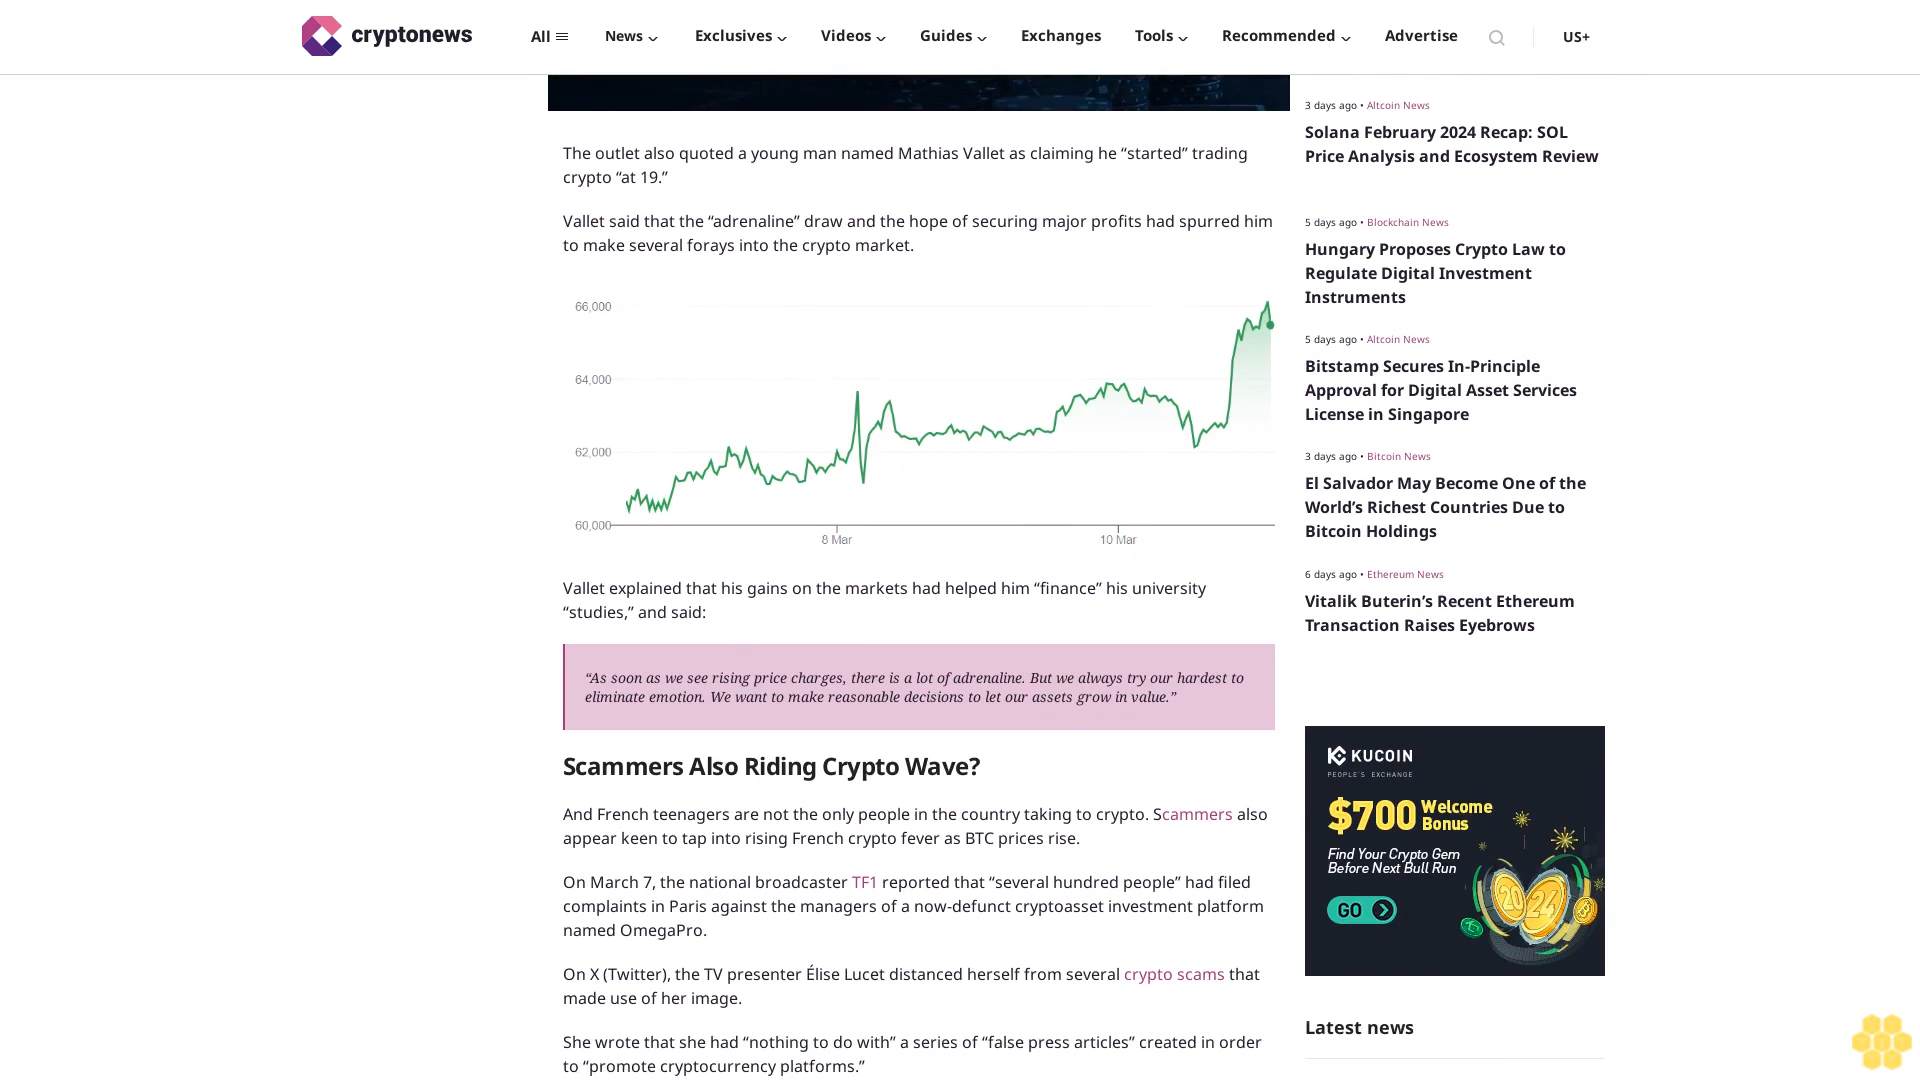 cryptonews
All
News
Exclusives
Videos
Guides
Exchanges
Tools
Recommended
Advertise
US+
The outlet also quoted a young man named Mathias Vallet as claiming he “started” trading
crypto “at 19.”
Vallet said that the “adrenaline” draw and the hope of securing major profits had spurred him
to make several forays into the crypto market.
66,000
64,000
62,000
60,000
8 Mar
10 Mar
Vallet explained that his gains on the markets had helped him “finance” his university
“studies,” and said:
“As soon as we see rising price charges, there is a lot of adrenaline. But we always try our hardest to
eliminate emotion. We want to make reasonable decisions to let our assets grow in value.”
Scammers Also Riding Crypto Wave?
And French teenagers are not the only people in the country taking to crypto. Scammers also
appear keen to tap into rising French crypto fever as BTC prices rise.
On March 7, the national broadcaster TF1 reported that “several hundred people” had filed
complaints in Paris against the managers of a now-defunct cryptoasset investment platform
named OmegaPro.
On X (Twitter), the TV presenter Élise Lucet distanced herself from several crypto scams that
made use of her image.
She wrote that she had “nothing to do with” a series of “false press articles” created in order
to “promote cryptocurrency platforms.”
3 days ago • Altcoin News
Solana February 2024 Recap: SOL
Price Analysis and Ecosystem Review
5 days ago • Blockchain News
Hungary Proposes Crypto Law to
Regulate Digital Investment
Instruments
5 days ago • Altcoin News
Bitstamp Secures In-Principle
Approval for Digital Asset Services
License in Singapore
3 days ago • Bitcoin News
El Salvador May Become One of the
World’s Richest Countries Due to
Bitcoin Holdings
6 days ago • Ethereum News
Vitalik Buterin’s Recent Ethereum
Transaction Raises Eyebrows
KUCOIN
PEOPLE'S EXCHANGE
$700 Welcome
Bonus
Find Your Crypto Gem
Before Next Bull Run
GO
20 24
Latest news